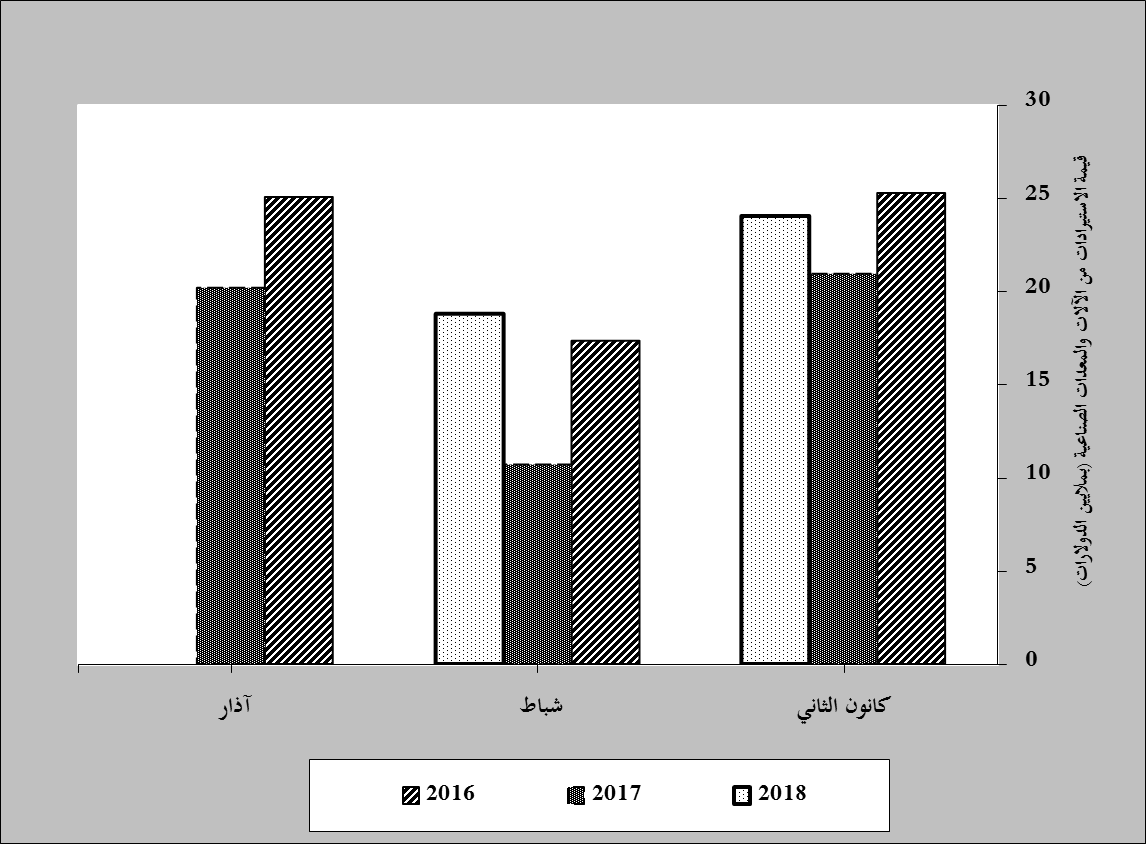 30
25
20
15
10
5
0
قيمة الاستيرادات من الآلات والمعدات الصناعية (بملايين الدولارات)
كانون الثاني
شباط
آذار
2016
2017
2018